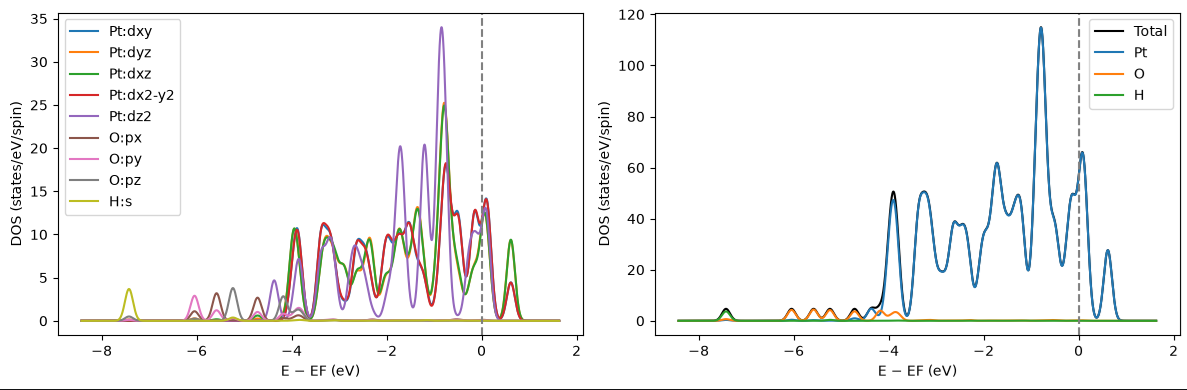 35
30
25
20
15
10
5
0
DOS (states/eV/spin)
Pt:dxy
Pt:dyz
Pt:dxz
Pt:dx2-y2
Pt:dz2
O:px
O:py
O:pz
H:s
−8 −6 −4 −2 0 2
E − EF (eV)
120
100
80
60
40
20
0
DOS (states/eV/spin)
Total
Pt
O
H
−8 −6 −4 −2 0 2
E − EF (eV)